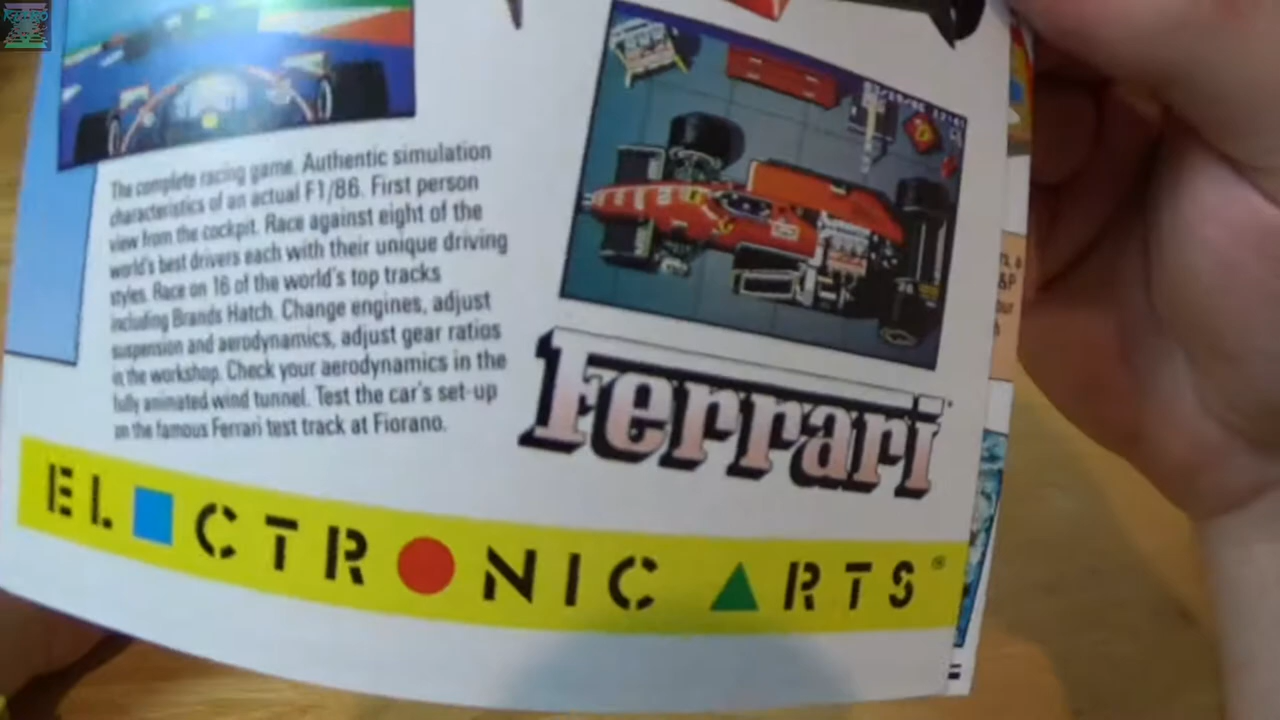 The complete racing game. Authentic simulation
characteristics of an actual F1/86. First person
view from the cockpit. Race against eight of the
world's best drivers each with their unique driving
styles. Race on 16 of the world's top tracks
including Brands Hatch. Change engines, adjust
suspension and aerodynamics, adjust gear ratios
in the workshop. Check your aerodynamics in the
fully animated wind tunnel. Test the car's set-up
on the famous Ferrari test track at Fiorano.
Ferrari
EL■CTR●NIC ▲RTS®